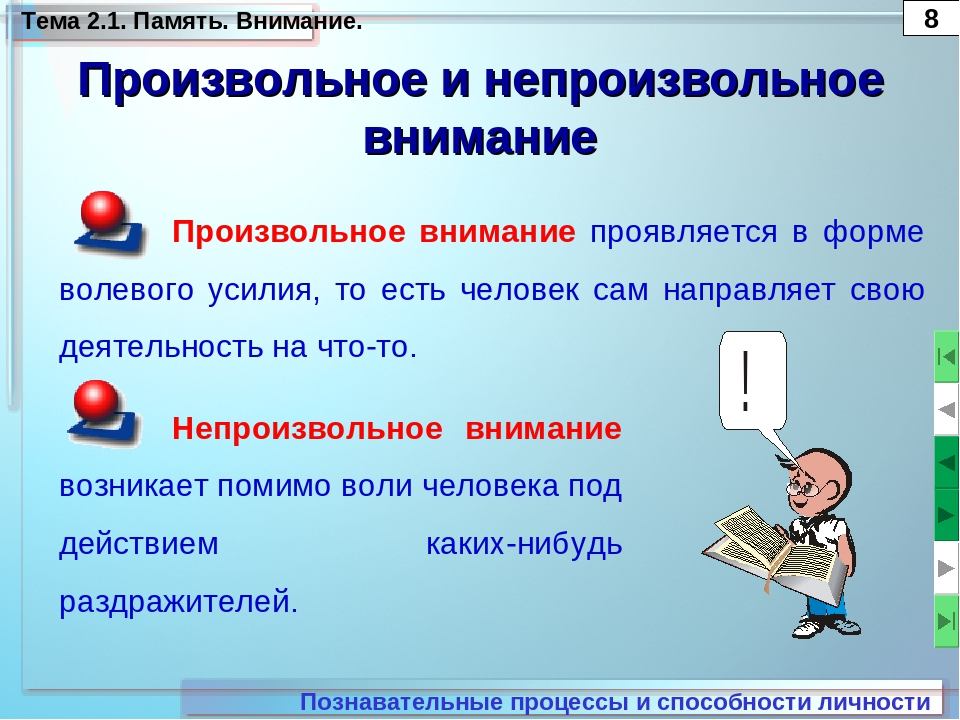 Тема 2.1. Память. Внимание.
8
Произвольное и непроизвольное
внимание
Произвольное внимание проявляется в форме
волевого усилия, то есть человек сам направляет свою
деятельность на что-то.
!
Непроизвольное внимание
возникает помимо воли человека под
действием каких-нибудь
раздражителей.
Познавательные процессы и способности личности